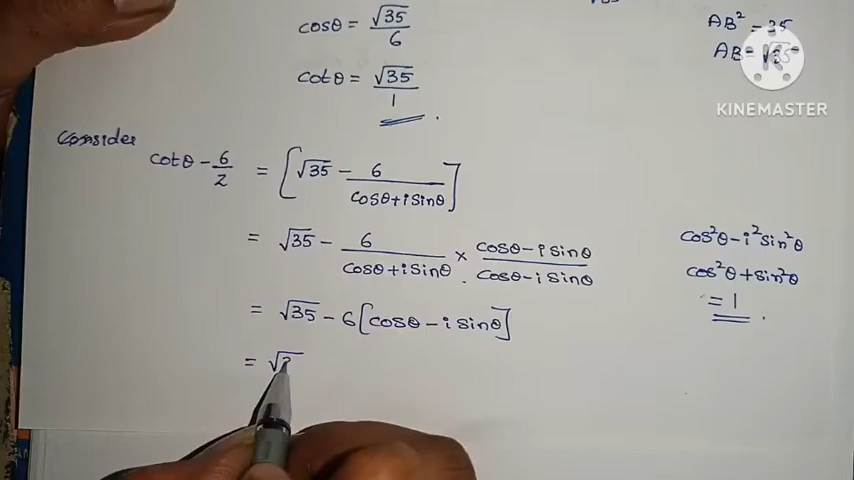 cosθ = √35/6
AB² = 35
AB = √35
cotθ = √35/1
KINEMASTER
Consider
cotθ - 6/z = [√35 - 6/(cosθ+isinθ)]
= √35 - 6/(cosθ+isinθ) × (cosθ-isinθ)/(cosθ-isinθ)
cos²θ-i²sin²θ
cos²θ+sin²θ
= 1
= √35 - 6[cosθ-isinθ]
= √3